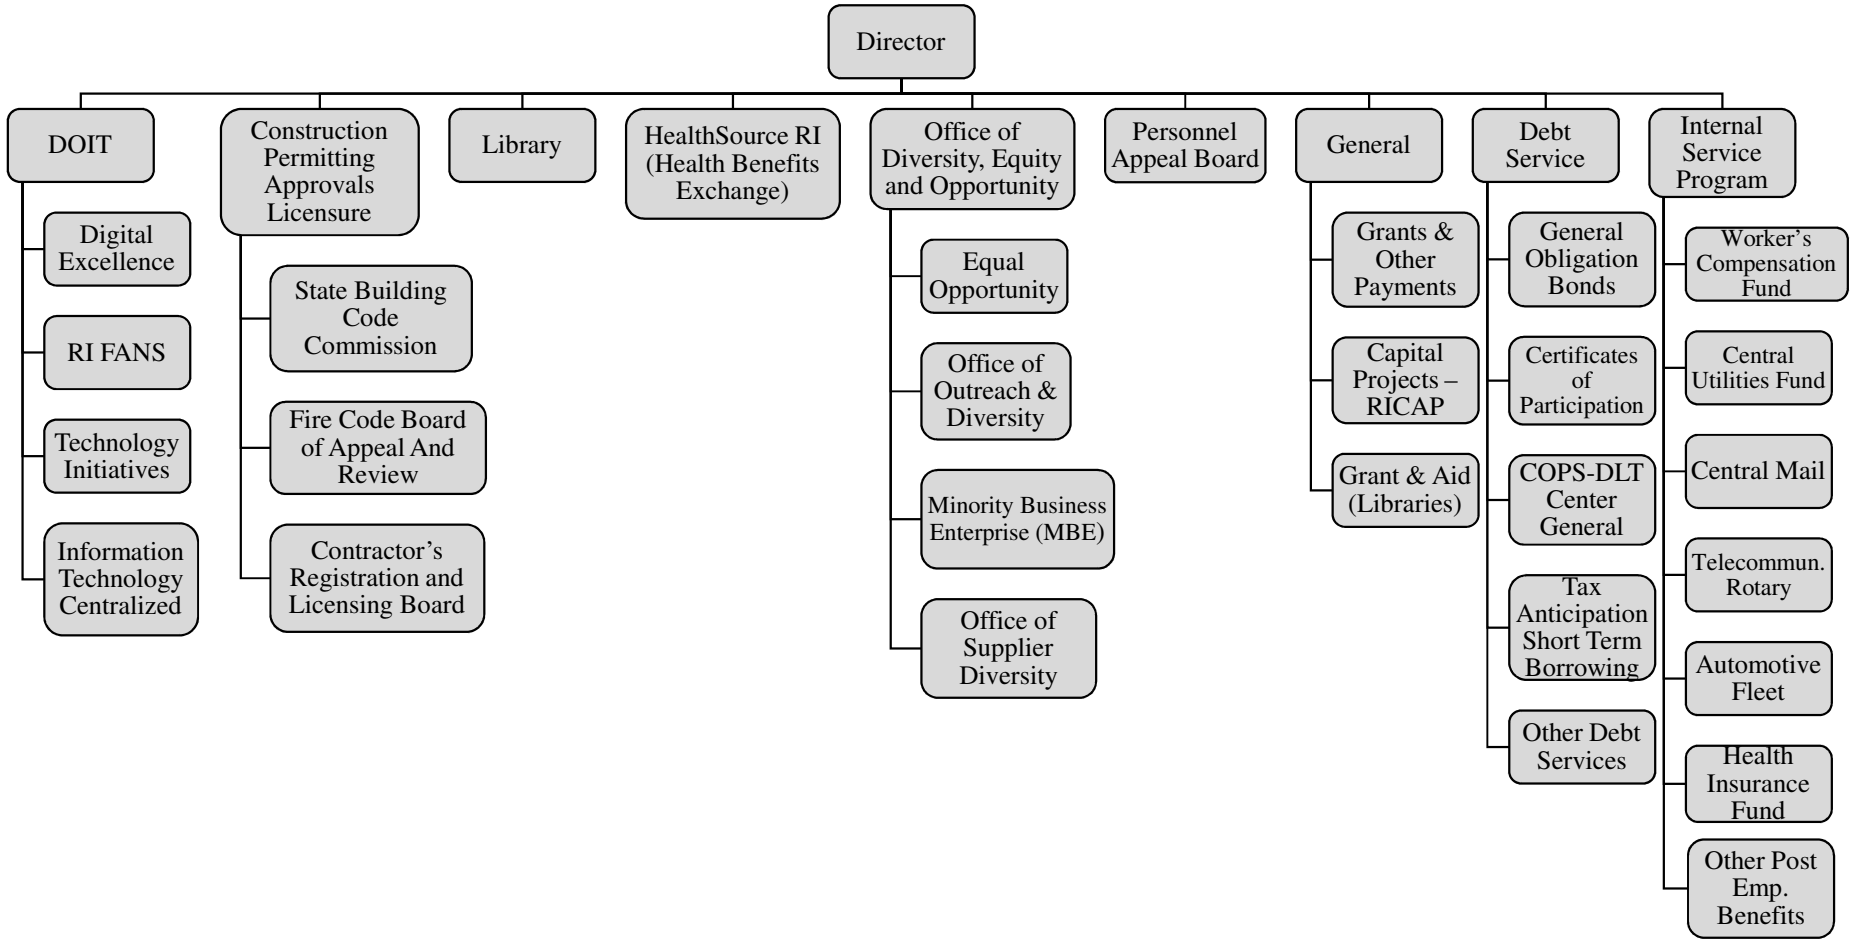 Director
DOIT
Digital
Excellence
RI FANS
Technology
Initiatives
Information
Technology
Centralized
Construction
Permitting
Approvals
Licensure
State Building
Code
Commission
Fire Code Board
of Appeal And
Review
Contractor’s
Registration and
Licensing Board
Library
HealthSource RI
(Health Benefits
Exchange)
Office of
Diversity, Equity
and Opportunity
Equal
Opportunity
Office of
Outreach &
Diversity
Minority Business
Enterprise (MBE)
Office of
Supplier
Diversity
Personnel
Appeal Board
General
Grants &
Other
Payments
Capital
Projects –
RICAP
Grant & Aid
(Libraries)
Debt
Service
General
Obligation
Bonds
Certificates
of
Participation
COPS-DLT
Center
General
Tax
Anticipation
Short Term
Borrowing
Other Debt
Services
Internal
Service
Program
Worker’s
Compensation
Fund
Central
Utilities Fund
Central Mail
Telecommun.
Rotary
Automotive
Fleet
Health
Insurance
Fund
Other Post
Emp.
Benefits